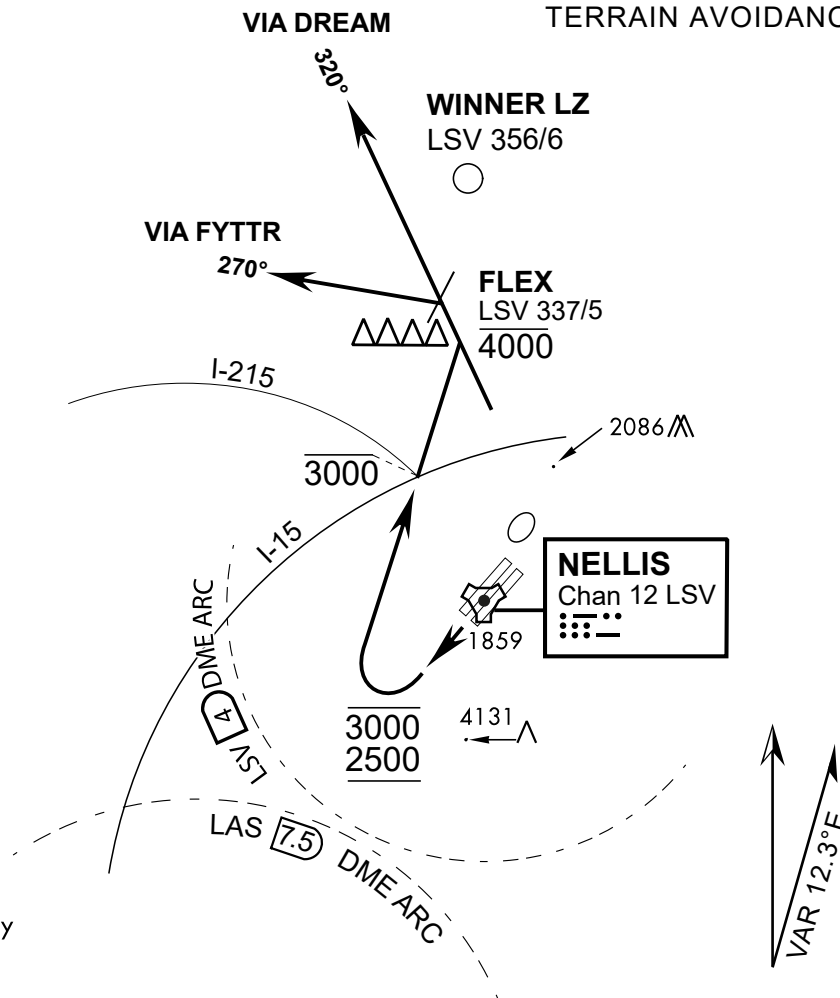 TERRAIN AVOIDANC
VIA DREAM
320°
WINNER LZ
LSV 356/6
VIA FYTTR
270°
FLEX
LSV 337/5
4000
I-215
2086
3000
I-15
NELLIS
Chan 12 LSV
1859
LSV 4 DME ARC
3000
2500
4131
LAS 7.5 DME ARC
VAR 12.3°E
y